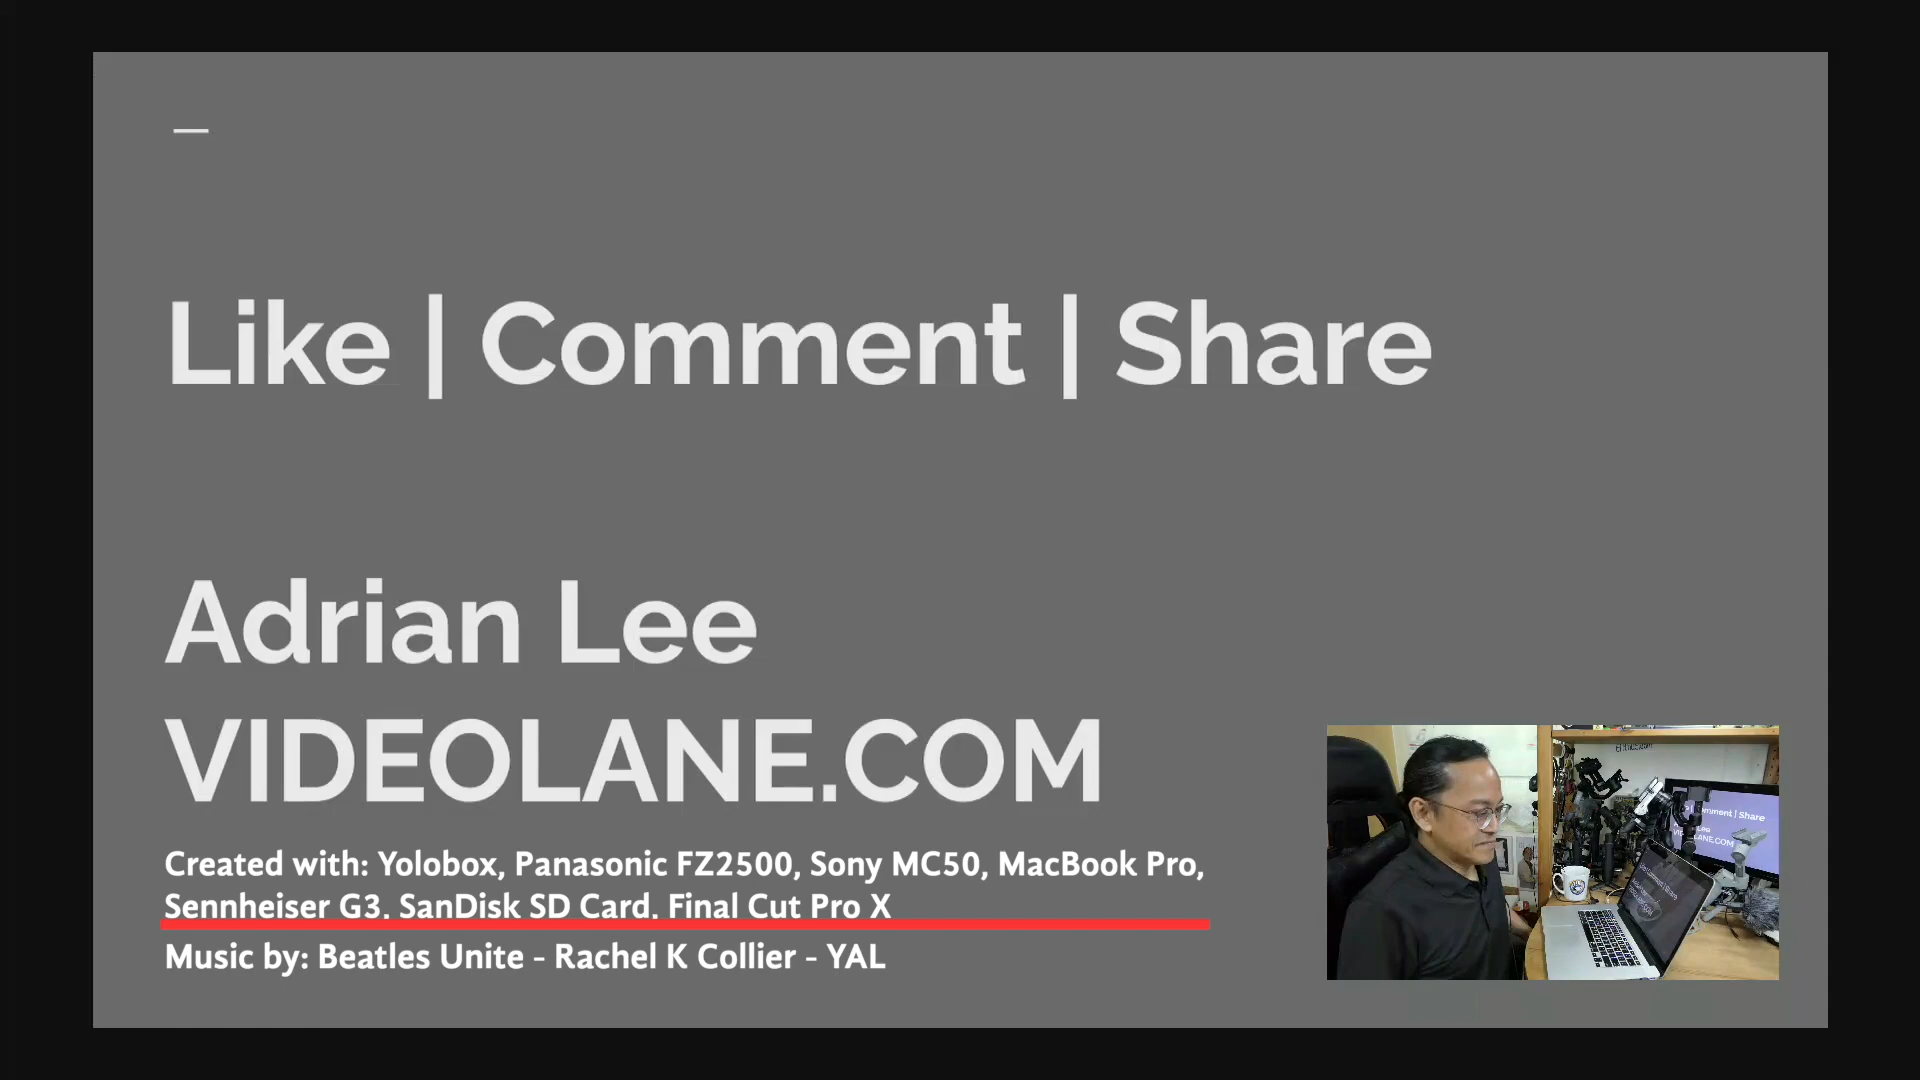 Like | Comment | Share
Adrian Lee
VIDEOLANE.COM
Created with: Yolobox, Panasonic FZ2500, Sony MC50, MacBook Pro,
Sennheiser G3, SanDisk SD Card, Final Cut Pro X
Music by: Beatles Unite - Rachel K Collier - YAL